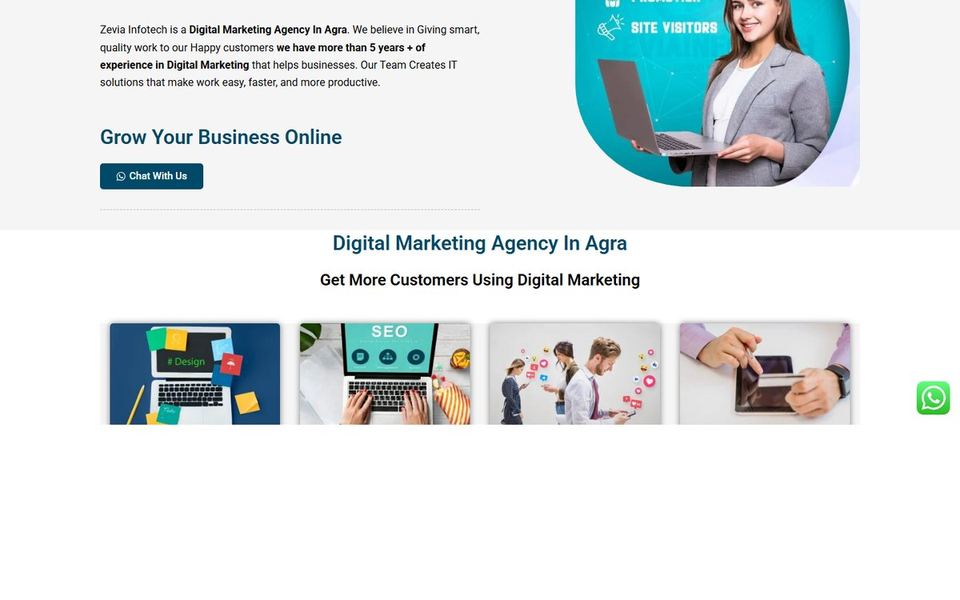 Zevia Infotech is a Digital Marketing Agency In Agra. We believe in Giving smart,
quality work to our Happy customers we have more than 5 years + of
experience in Digital Marketing that helps businesses. Our Team Creates IT
solutions that make work easy, faster, and more productive.
SITE VISITORS
Grow Your Business Online
Chat With Us
Digital Marketing Agency In Agra
Get More Customers Using Digital Marketing
# Design
SEO